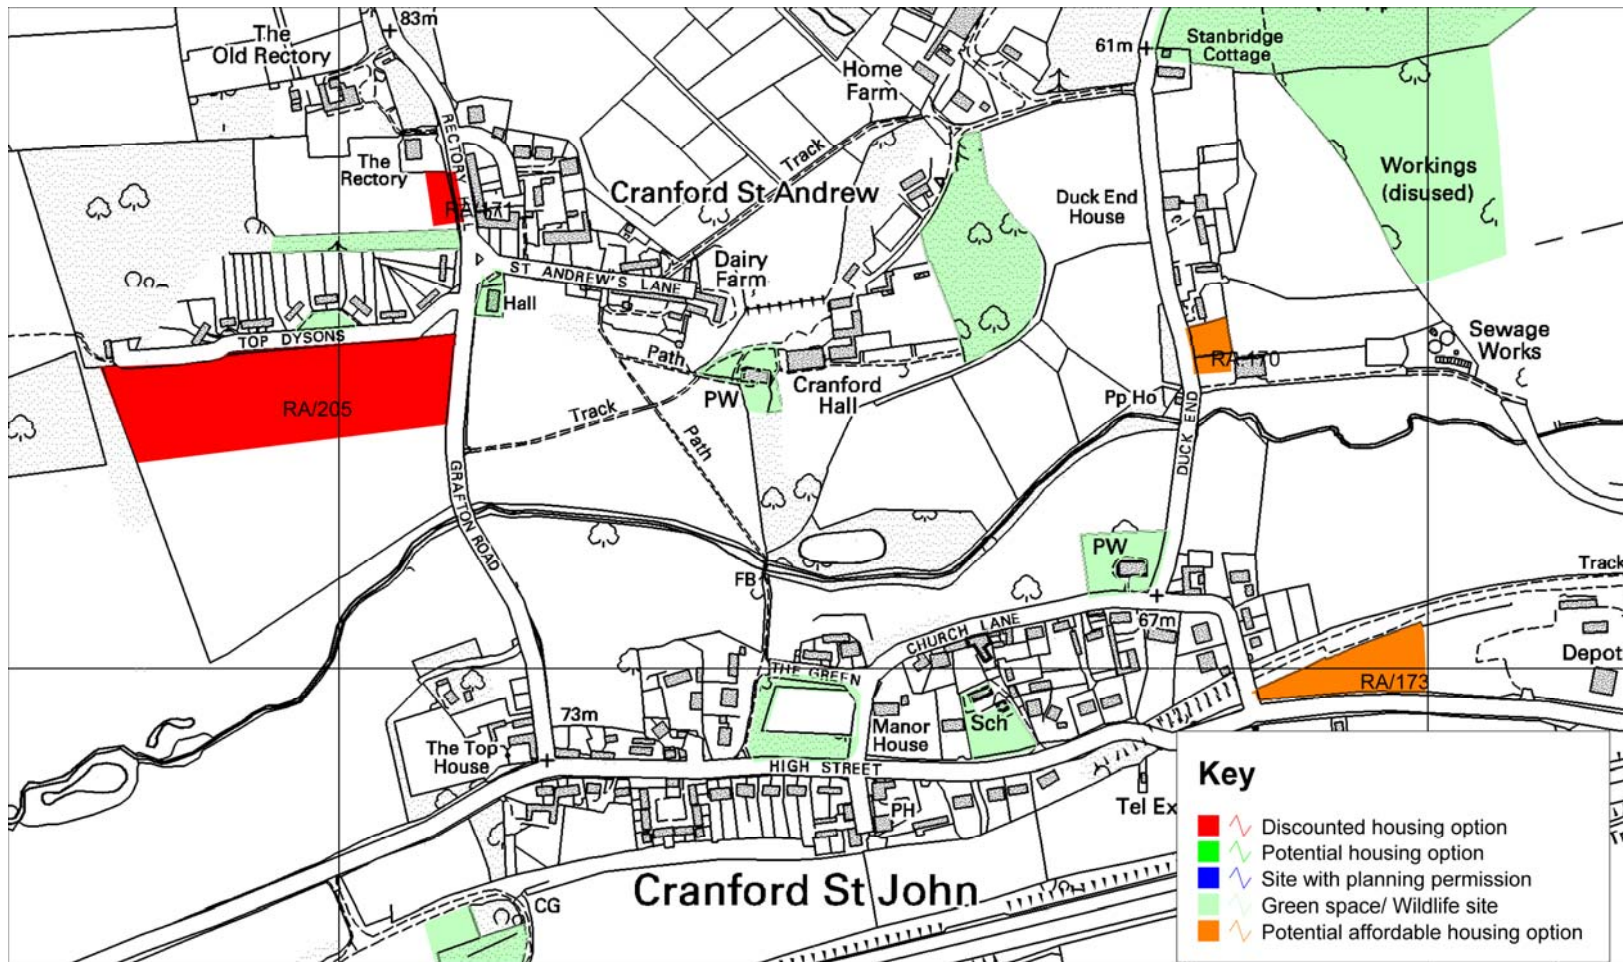 83m
The
Old Rectory
Home
Farm
61m
Stanbridge
Cottage
The
Rectory
RECTORY HILL
RA/171
Track
Cranford St Andrew
Duck End
House
Workings
(disused)
ST ANDREW'S LANE
Dairy
Farm
Hall
TOP DYSONS
Path
Cranford
Hall
PW
Track
Path
RA/205
GRAFTON ROAD
RA/170
Sewage
Works
Pp Ho
DUCK END
PW
FB
67m
CHURCH LANE
THE GREEN
Track
Depot
RA/173
73m
The Top
House
Manor
House
Sch
HIGH STREET
PH
Tel Ex
Cranford St John
CG
Key
Discounted housing option
Potential housing option
Site with planning permission
Green space/ Wildlife site
Potential affordable housing option